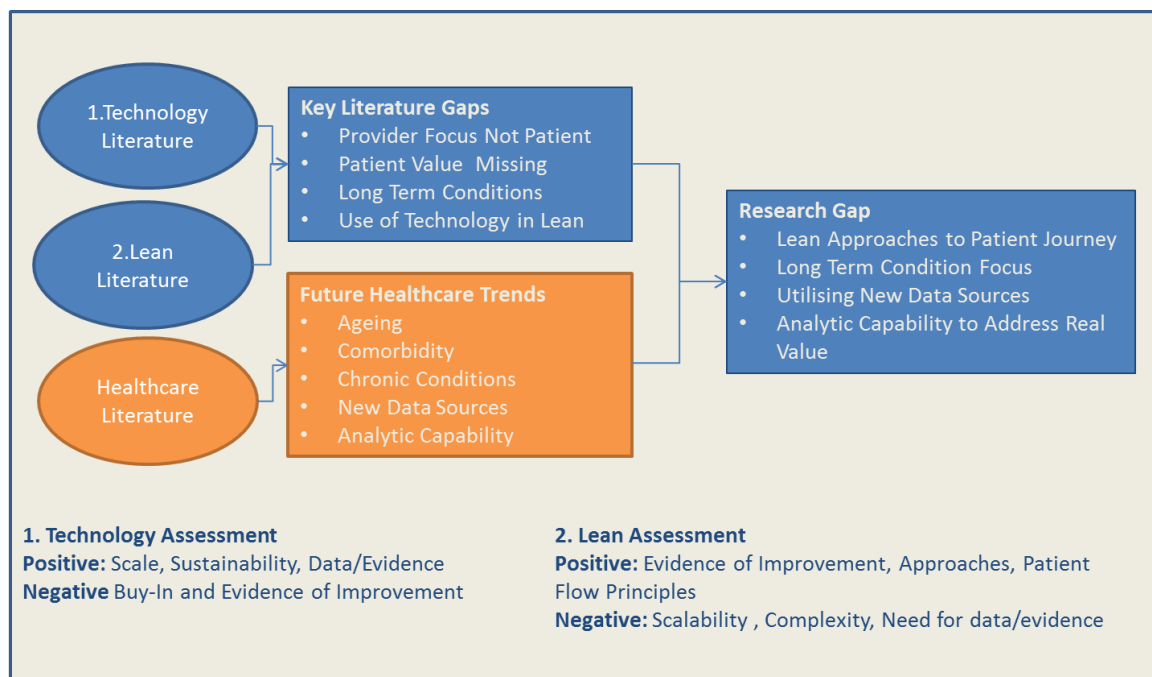 1.Technology
Literature
2.Lean
Literature
Healthcare
Literature
Key Literature Gaps
• Provider Focus Not Patient
• Patient Value Missing
• Long Term Conditions
• Use of Technology in Lean
Future Healthcare Trends
• Ageing
• Comorbidity
• Chronic Conditions
• New Data Sources
• Analytic Capability
Research Gap
• Lean Approaches to Patient Journey
• Long Term Condition Focus
• Utilising New Data Sources
• Analytic Capability to Address Real
Value
1. Technology Assessment
Positive: Scale, Sustainability, Data/Evidence
Negative Buy-In and Evidence of Improvement
2. Lean Assessment
Positive: Evidence of Improvement, Approaches, Patient
Flow Principles
Negative: Scalability , Complexity, Need for data/evidence